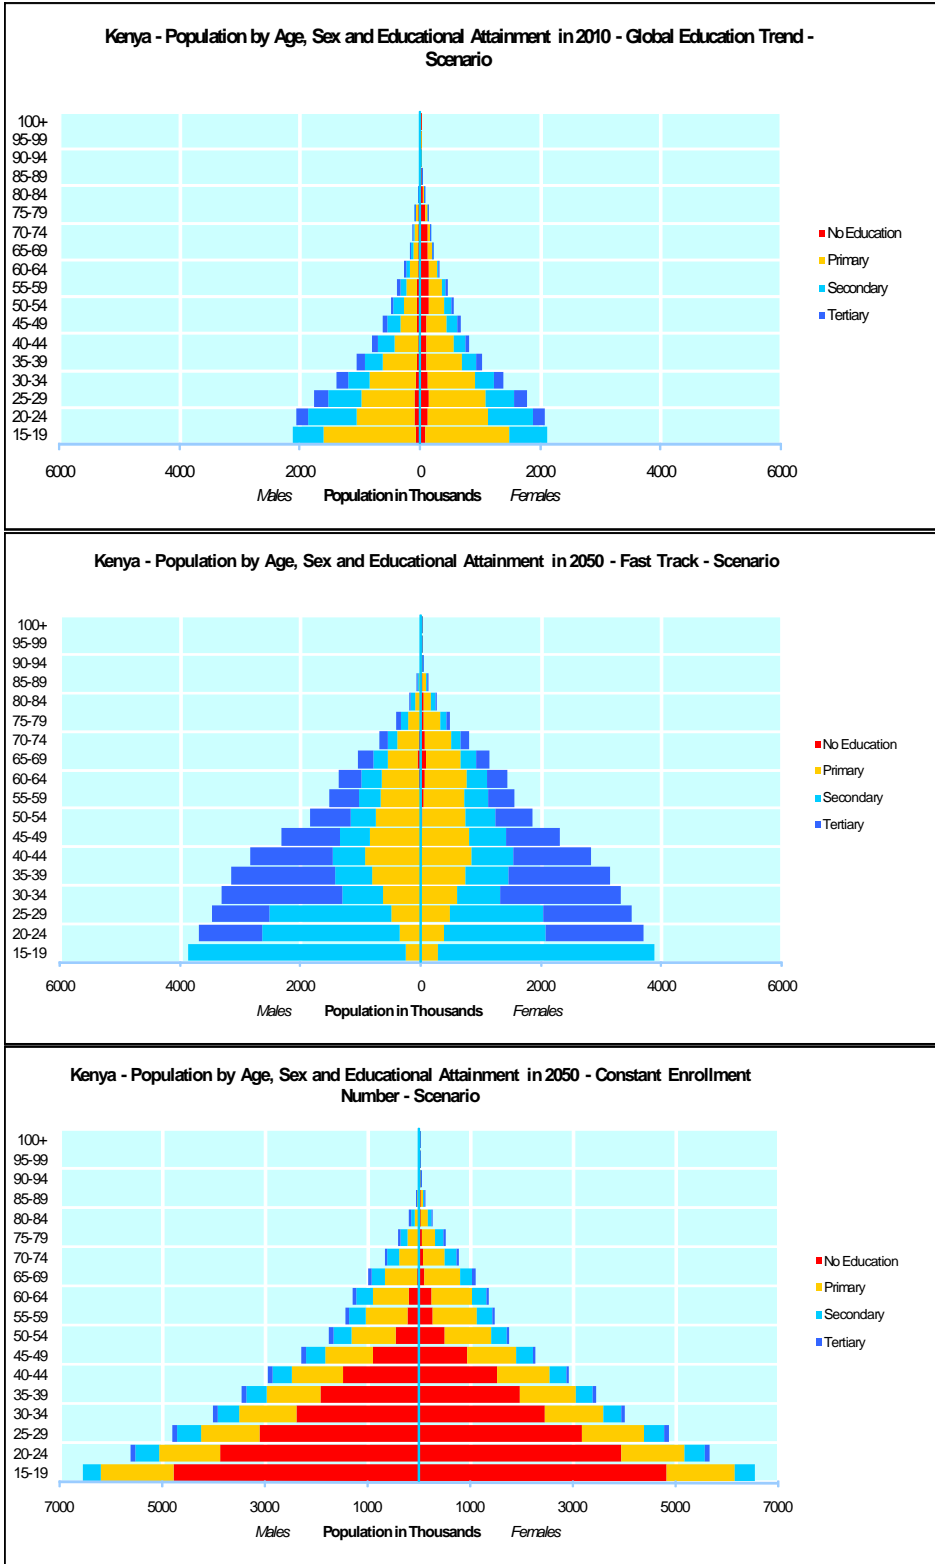 Kenya - Population by Age, Sex and Educational Attainment in 2010 - Global Education Trend -
Scenario
100+
95-99
90-94
85-89
80-84
75-79
70-74
65-69
60-64
55-59
50-54
45-49
40-44
35-39
30-34
25-29
20-24
15-19
No Education
Primary
Secondary
Tertiary
6000 4000 2000 0 2000 4000 6000
Males Population in Thousands Females
Kenya - Population by Age, Sex and Educational Attainment in 2050 - Fast Track - Scenario
100+
95-99
90-94
85-89
80-84
75-79
70-74
65-69
60-64
55-59
50-54
45-49
40-44
35-39
30-34
25-29
20-24
15-19
No Education
Primary
Secondary
Tertiary
6000 4000 2000 0 2000 4000 6000
Males Population in Thousands Females
Kenya - Population by Age, Sex and Educational Attainment in 2050 - Constant Enrollment
Number - Scenario
100+
95-99
90-94
85-89
80-84
75-79
70-74
65-69
60-64
55-59
50-54
45-49
40-44
35-39
30-34
25-29
20-24
15-19
No Education
Primary
Secondary
Tertiary
7000 5000 3000 1000 1000 3000 5000 7000
Males Population in Thousands Females